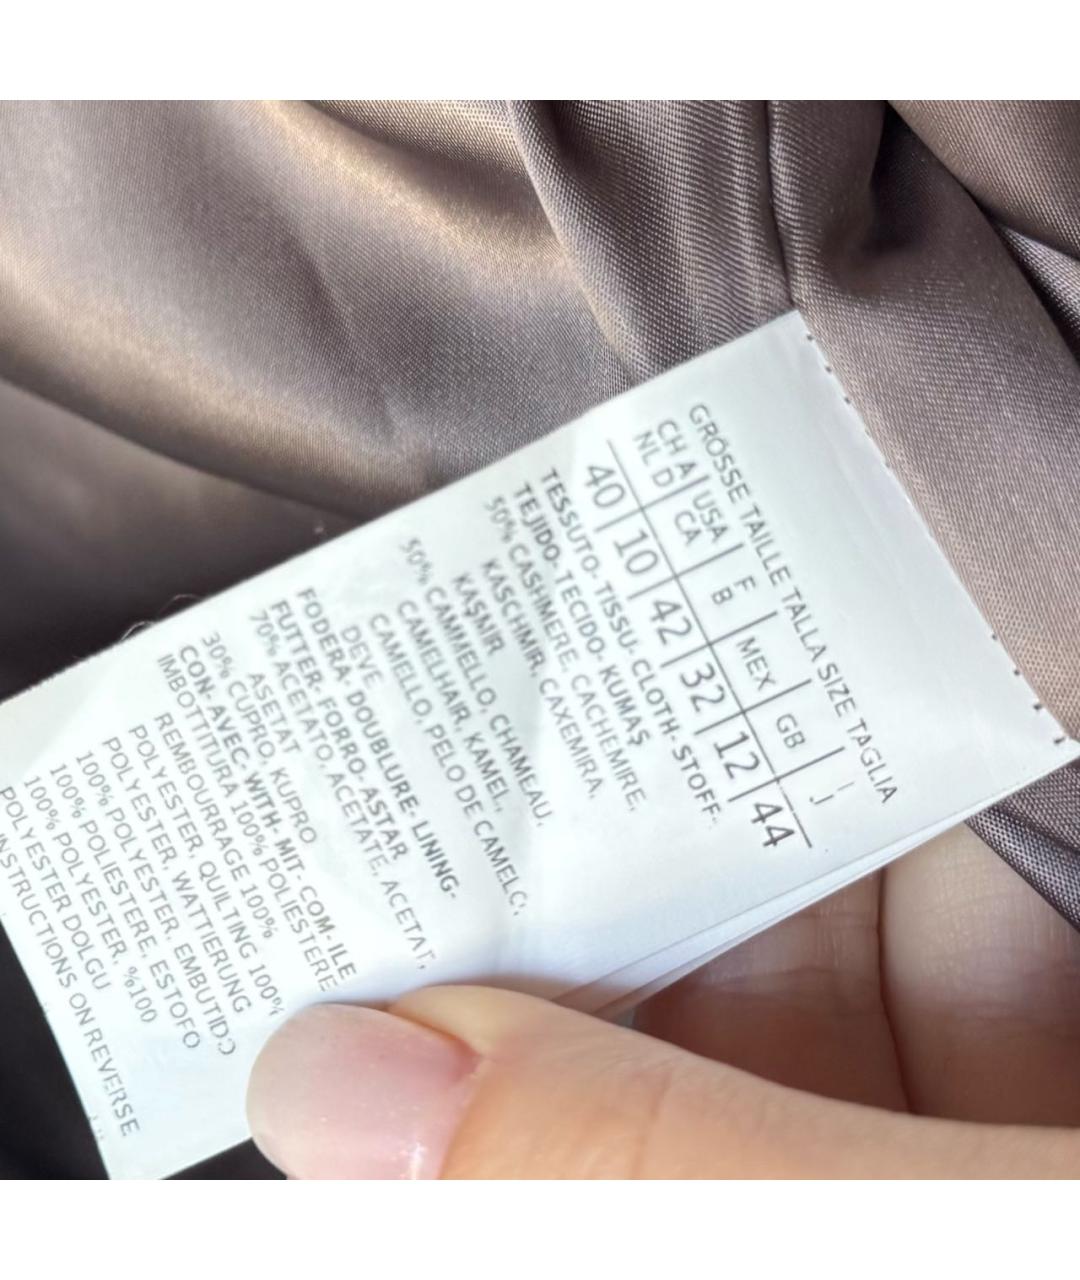 GRÖSSE TAILLE TALLA SIZE TAGLIA
CH A | USA | F | MEX | GB | I
NL D | CA | B | J
40 | 10 | 42 | 32 | 12 | 44
TESSUTO- TISSU- CLOTH- STOFF-
TEJIDO- TECIDO- KUMAŞ
50% CASHMERE, CACHEMIRE,
KASCHMIR, CAXEMIRA,
KAŞMIR
50% CAMMELLO, CHAMEAU,
CAMELHAIR, KAMEL,
CAMELLO, PELO DE CAMELO,
DEVE
FODERA- DOUBLURE- LINING-
FUTTER- FORRO- ASTAR
70% ACETATO, ACETATE, ACETAT,
ASETAT
30% CUPRO, KUPRO
CON- AVEC- WITH- MIT- COM- ILE
IMBOTTITURA 100% POLIESTERE
REMBOURRAGE 100%
POLYESTER, QUILTING 100%
POLYESTER, WATTIERUNG
100% POLYESTER, EMBUTIDO
100% POLIESTERE, ESTOFO
100% POLYESTER, %100
POLYESTER DOLGU
INSTRUCTIONS ON REVERSE